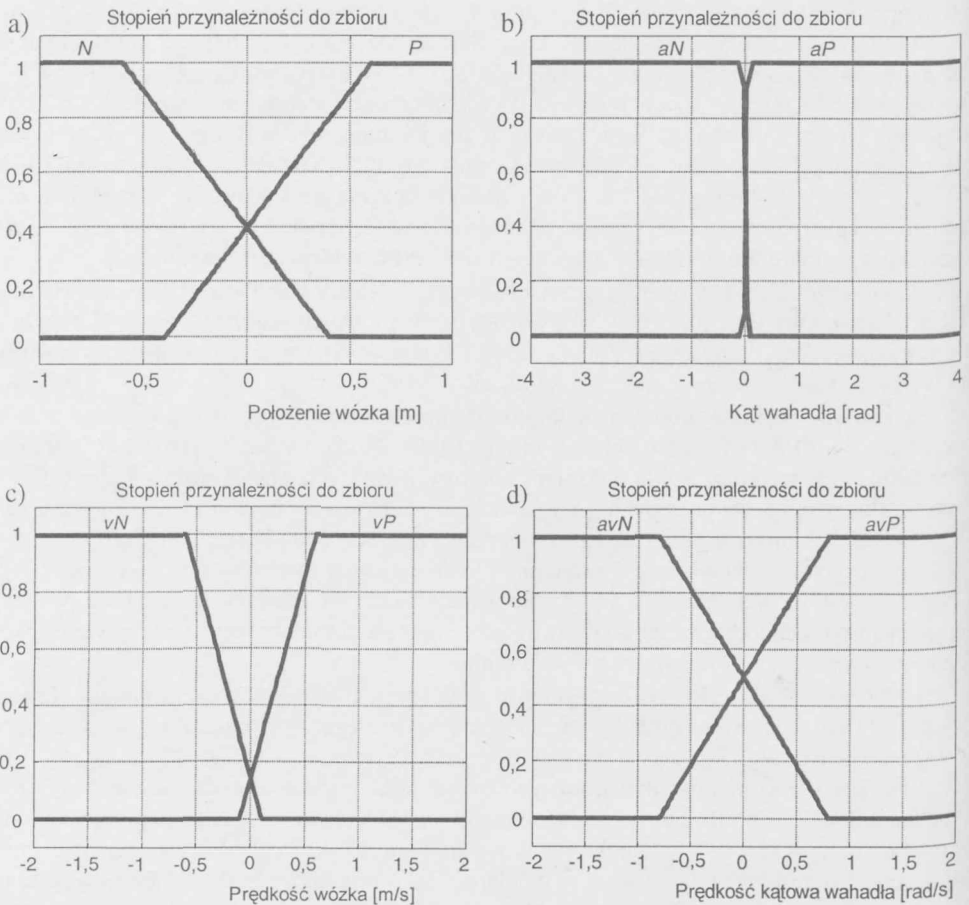 a)
Stopień przynależności do zbioru
N P
1
0,8
0,6
0,4
0,2
0
-1 -0,5 0 0,5 1
Położenie wózka [m]
b)
Stopień przynależności do zbioru
aN aP
1
0,8
0,6
0,4
0,2
0
-4 -3 -2 -1 0 1 2 3 4
Kąt wahadła [rad]
c)
Stopień przynależności do zbioru
vN vP
1
0,8
0,6
0,4
0,2
0
-2 -1,5 -1 -0,5 0 0,5 1 1,5 2
Prędkość wózka [m/s]
d)
Stopień przynależności do zbioru
avN avP
1
0,8
0,6
0,4
0,2
0
-2 -1,5 -1 -0,5 0 0,5 1 1,5 2
Prędkość kątowa wahadła [rad/s]